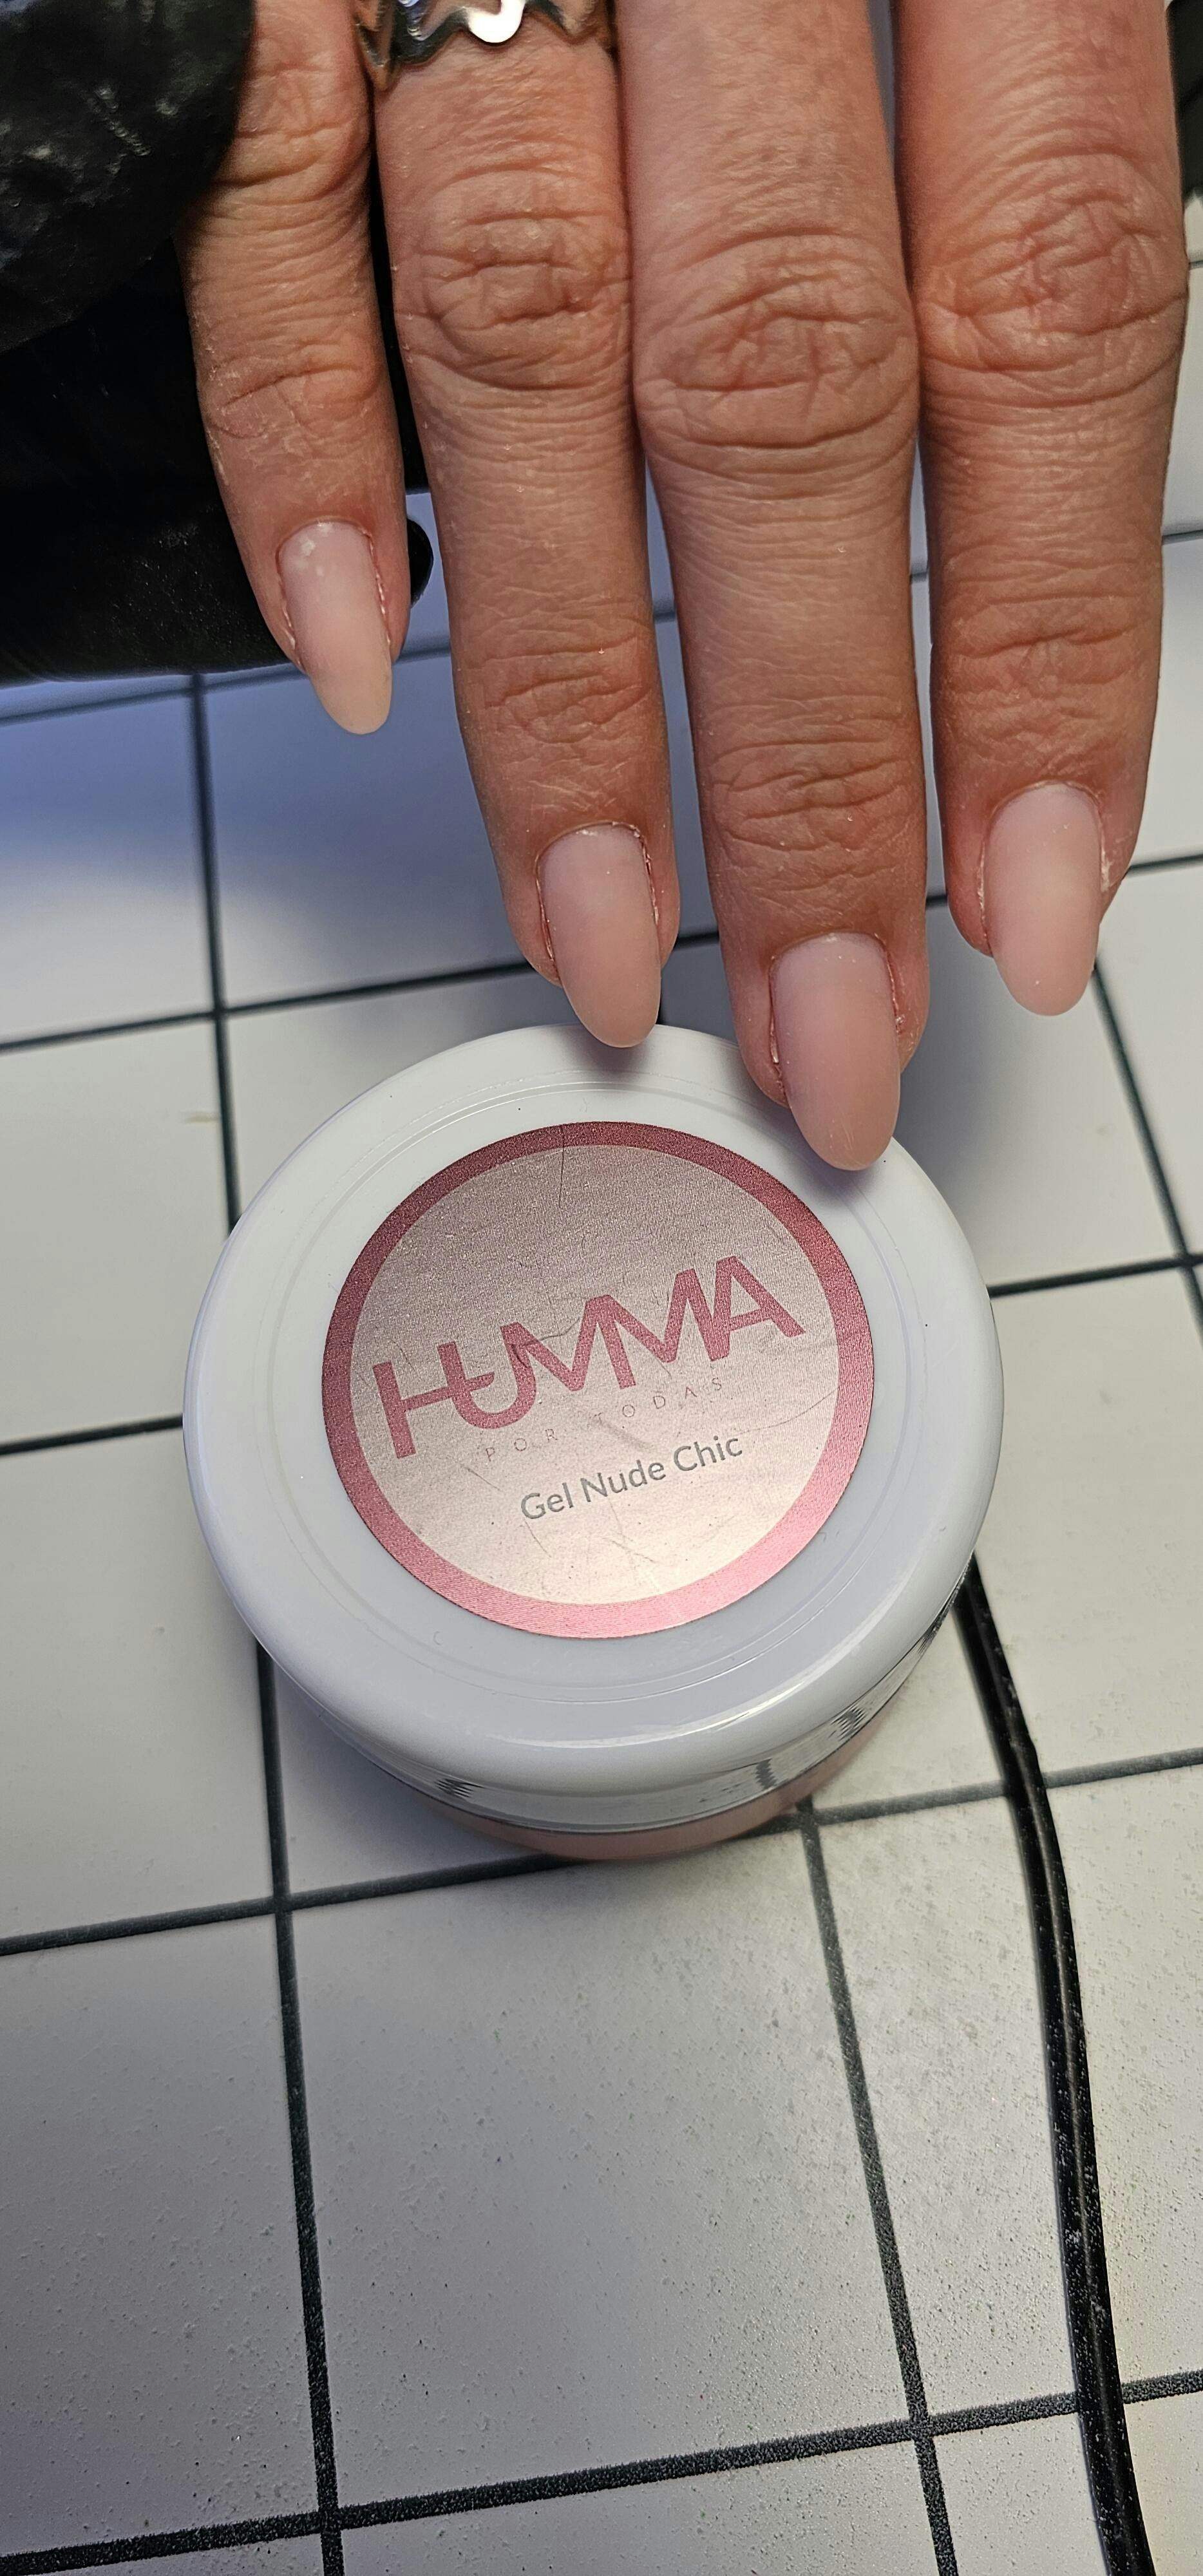 HUMMA
POR TODAS
Gel Nude Chic